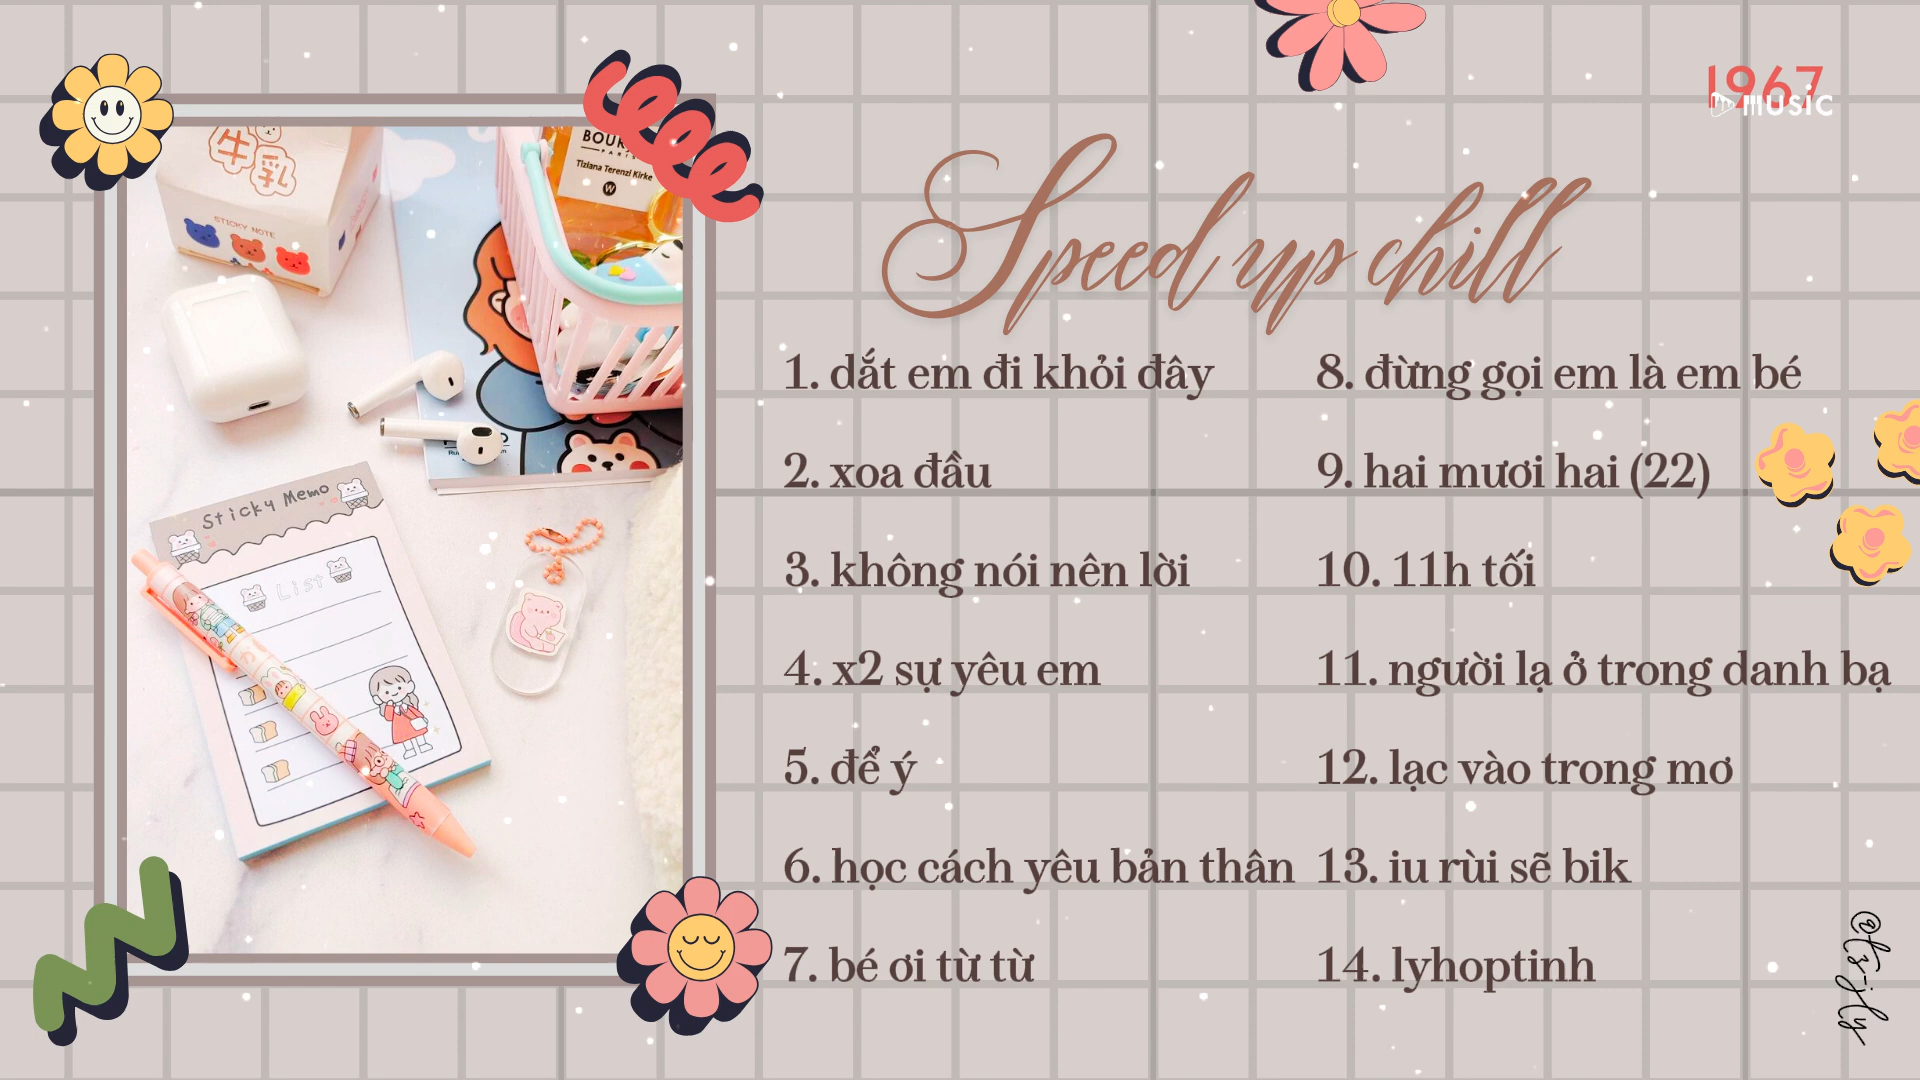 1967
MUSIC
牛乳
STICKY NOTE
PARIS
Tiziana Terenzi Kirke
W
Sticky Memo
List
Speed up chill
1. dắt em đi khỏi đây
2. xoa đầu
3. không nói nên lời
4. x2 sự yêu em
5. để ý
6. học cách yêu bản thân
7. bé ơi từ từ
8. đừng gọi em là em bé
9. hai mươi hai (22)
10. 11h tối
11. người lạ ở trong danh bạ
12. lạc vào trong mơ
13. iu rùi sẽ bik
14. lyhoptinh